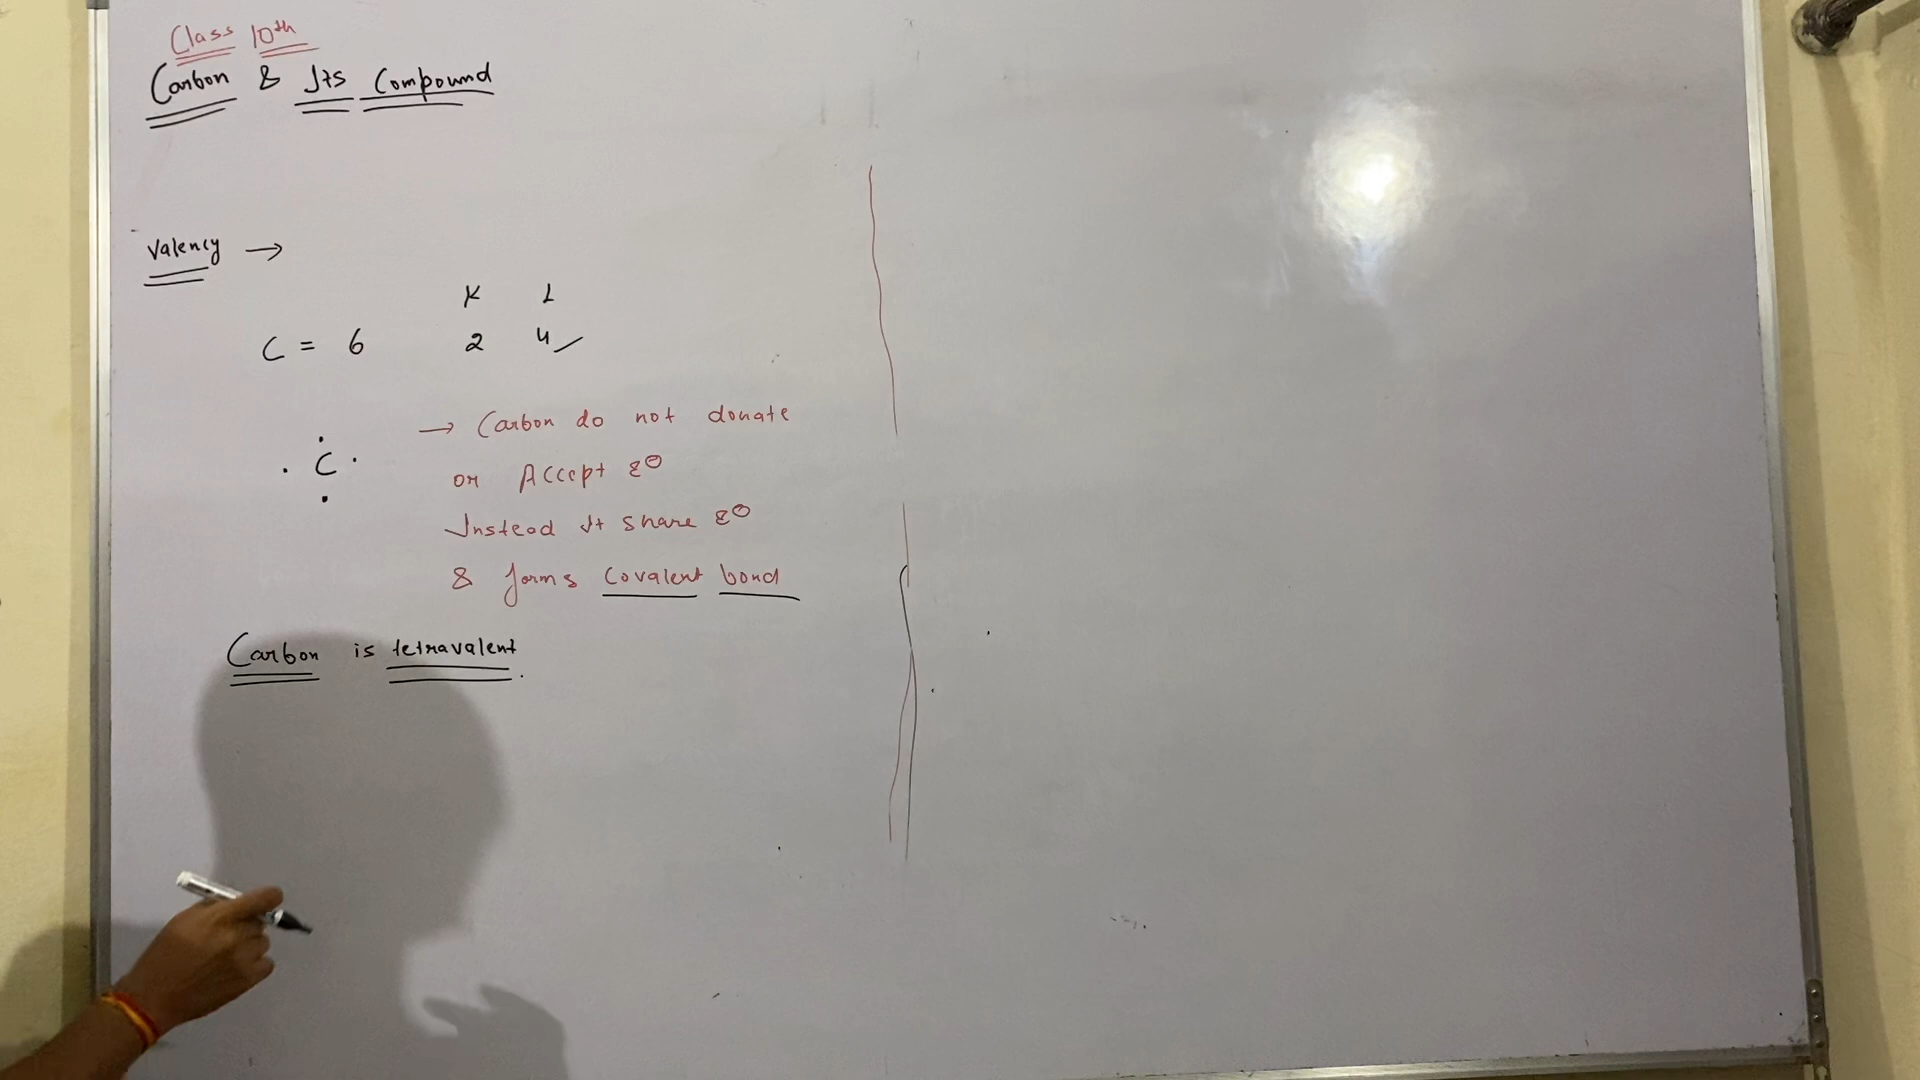 Class 10th
Carbon & Its Compound
Valency →
K L
C = 6 2 4
C
→ Carbon do not donate
or Accept e⊖
Instead It share e⊖
& forms Covalent bond
Carbon is tetravalent.